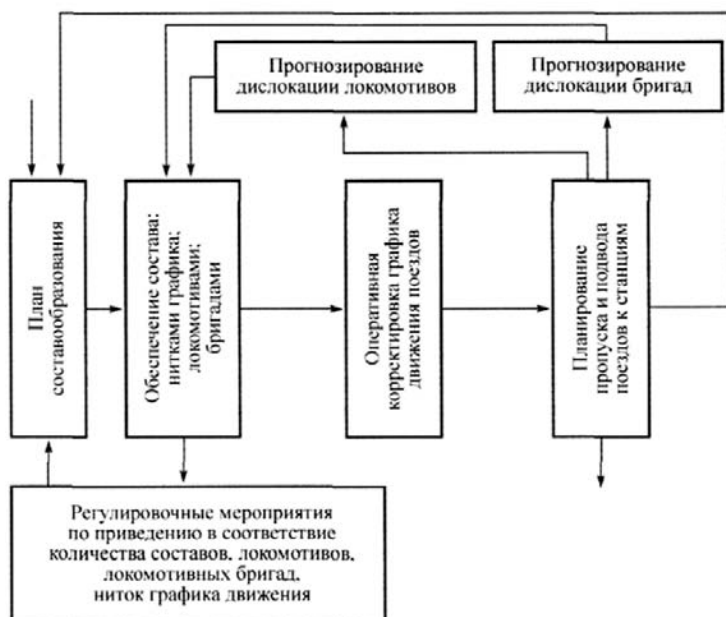 Прогнозирование
дислокации локомотивов
Прогнозирование
дислокации бригад
План
составообразования
Обеспечение состава:
нитками графика;
локомотивами;
бригадами
Оперативная
корректировка графика
движения поездов
Планирование
пропуска и подвода
поездов к станциям
Регулировочные мероприятия
по приведению в соответствие
количества составов, локомотивов,
локомотивных бригад,
ниток графика движения